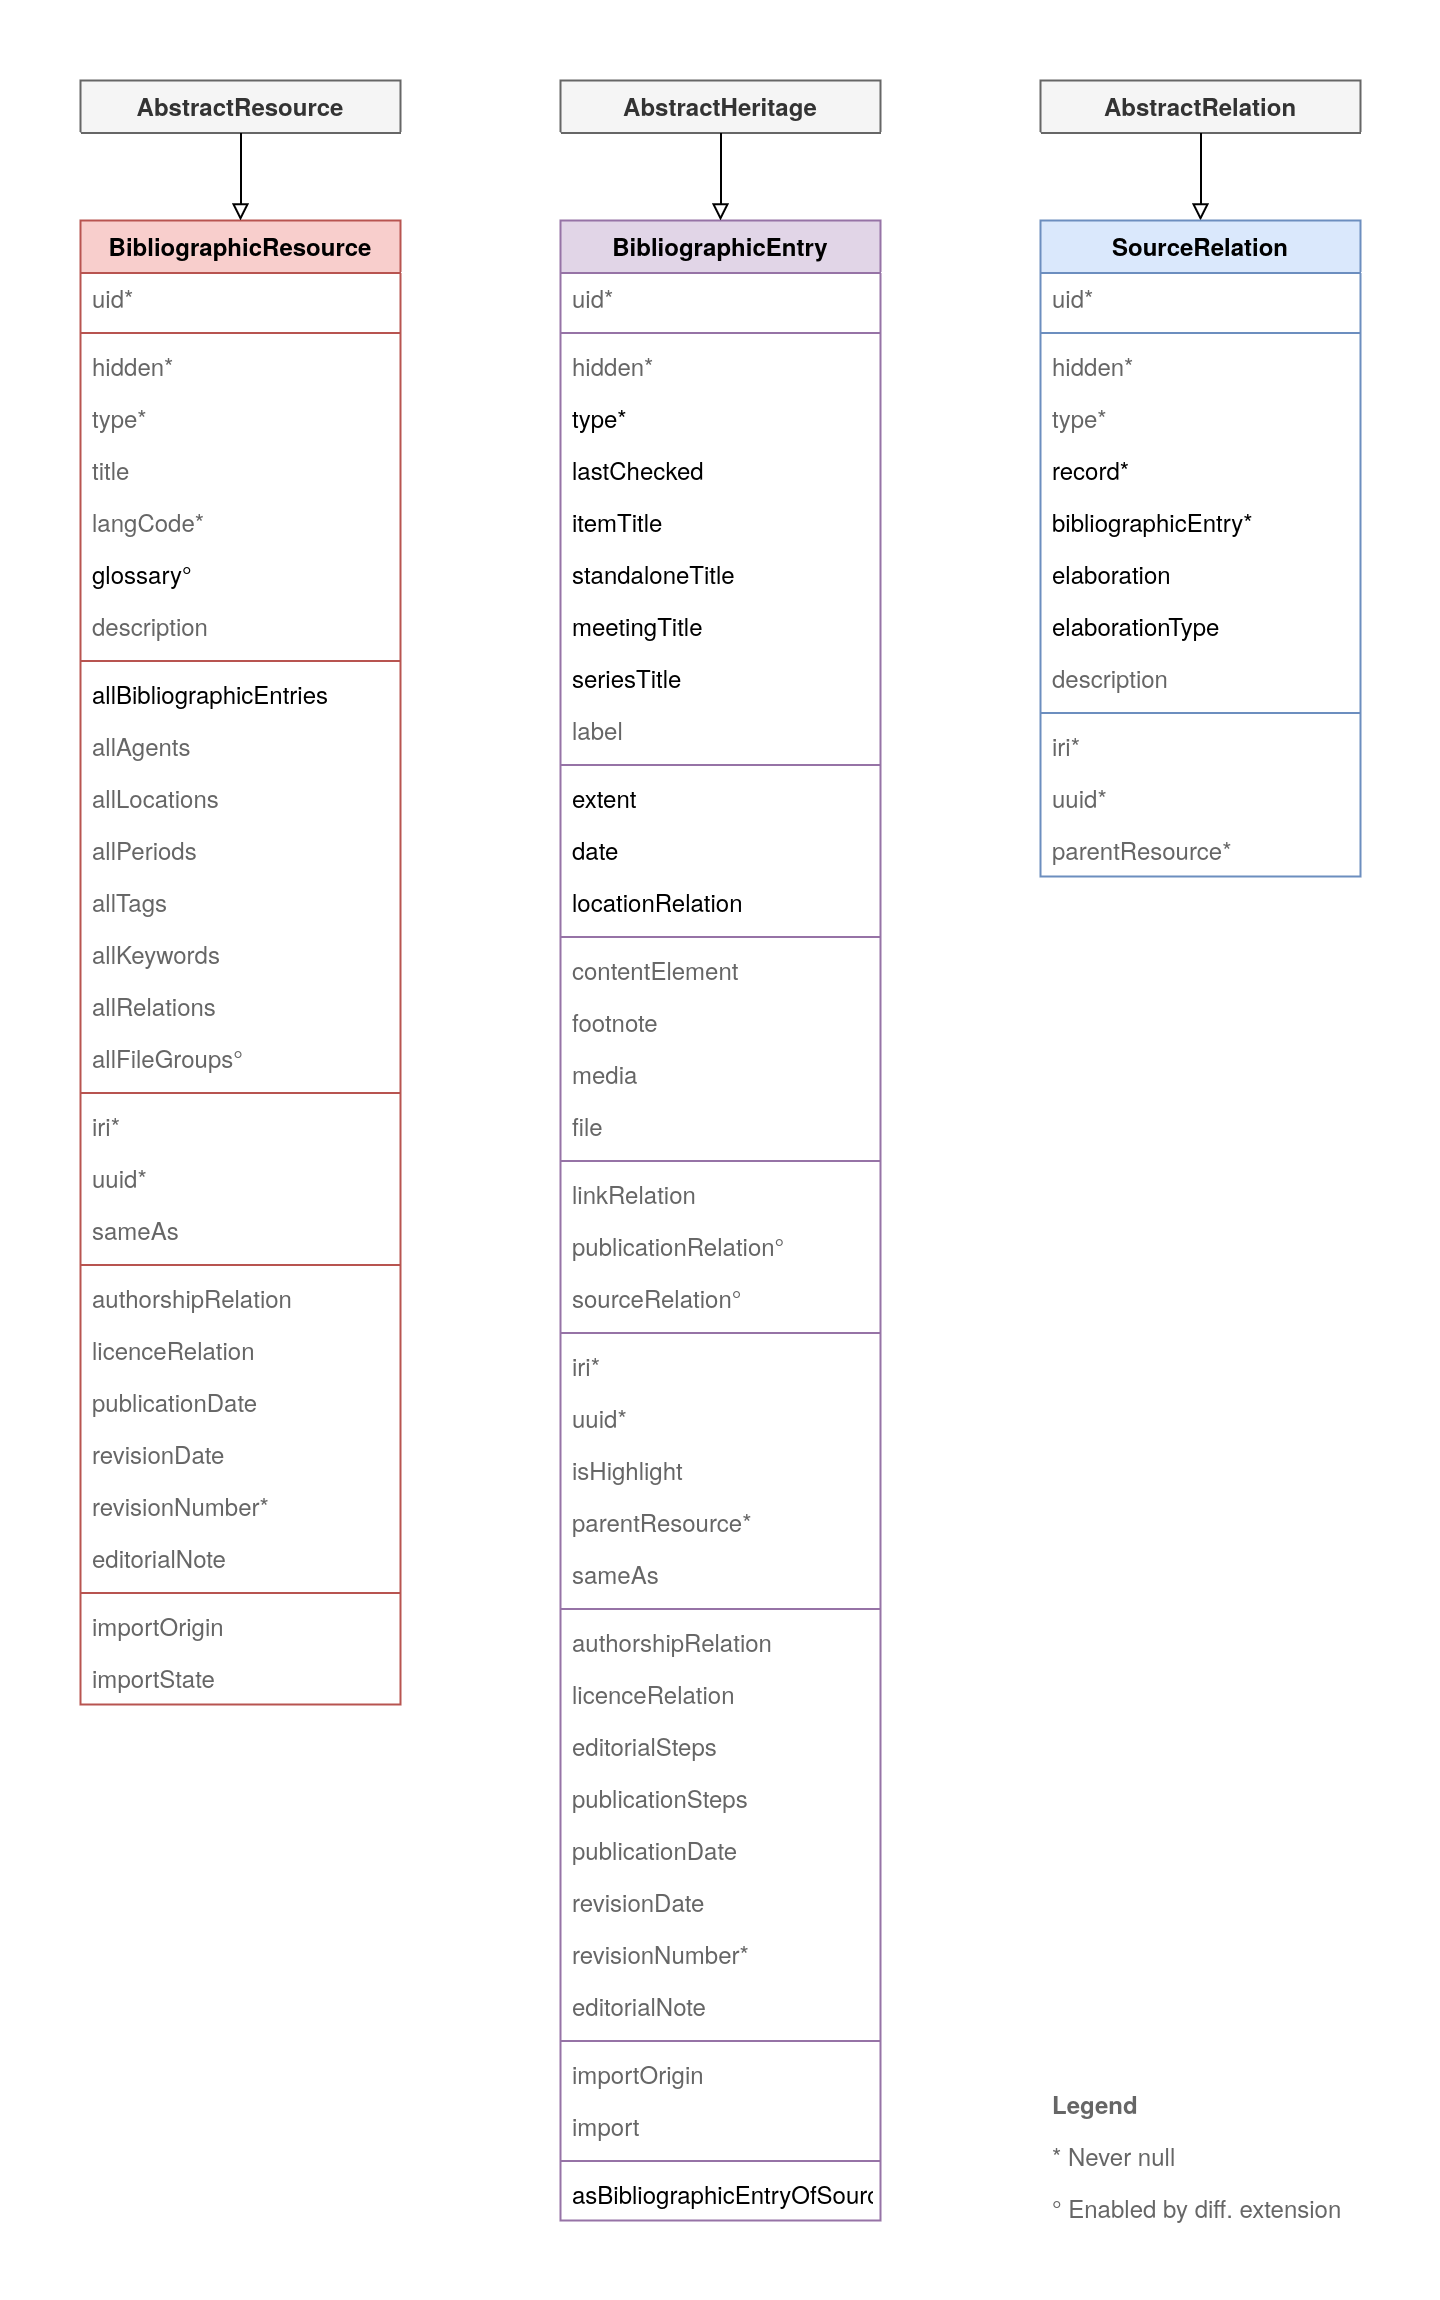 AbstractResource
BibliographicResource
uid*
hidden*
type*
title
langCode*
glossary°
description
allBibliographicEntries
allAgents
allLocations
allPeriods
allTags
allKeywords
allRelations
allFileGroups°
iri*
uuid*
sameAs
authorshipRelation
licenceRelation
publicationDate
revisionDate
revisionNumber*
editorialNote
importOrigin
importState
AbstractHeritage
BibliographicEntry
uid*
hidden*
type*
lastChecked
itemTitle
standaloneTitle
meetingTitle
seriesTitle
label
extent
date
locationRelation
contentElement
footnote
media
file
linkRelation
publicationRelation°
sourceRelation°
iri*
uuid*
isHighlight
parentResource*
sameAs
authorshipRelation
licenceRelation
editorialSteps
publicationSteps
publicationDate
revisionDate
revisionNumber*
editorialNote
importOrigin
import
asBibliographicEntryOfSourc
AbstractRelation
SourceRelation
uid*
hidden*
type*
record*
bibliographicEntry*
elaboration
elaborationType
description
iri*
uuid*
parentResource*
Legend
* Never null
° Enabled by diff. extension